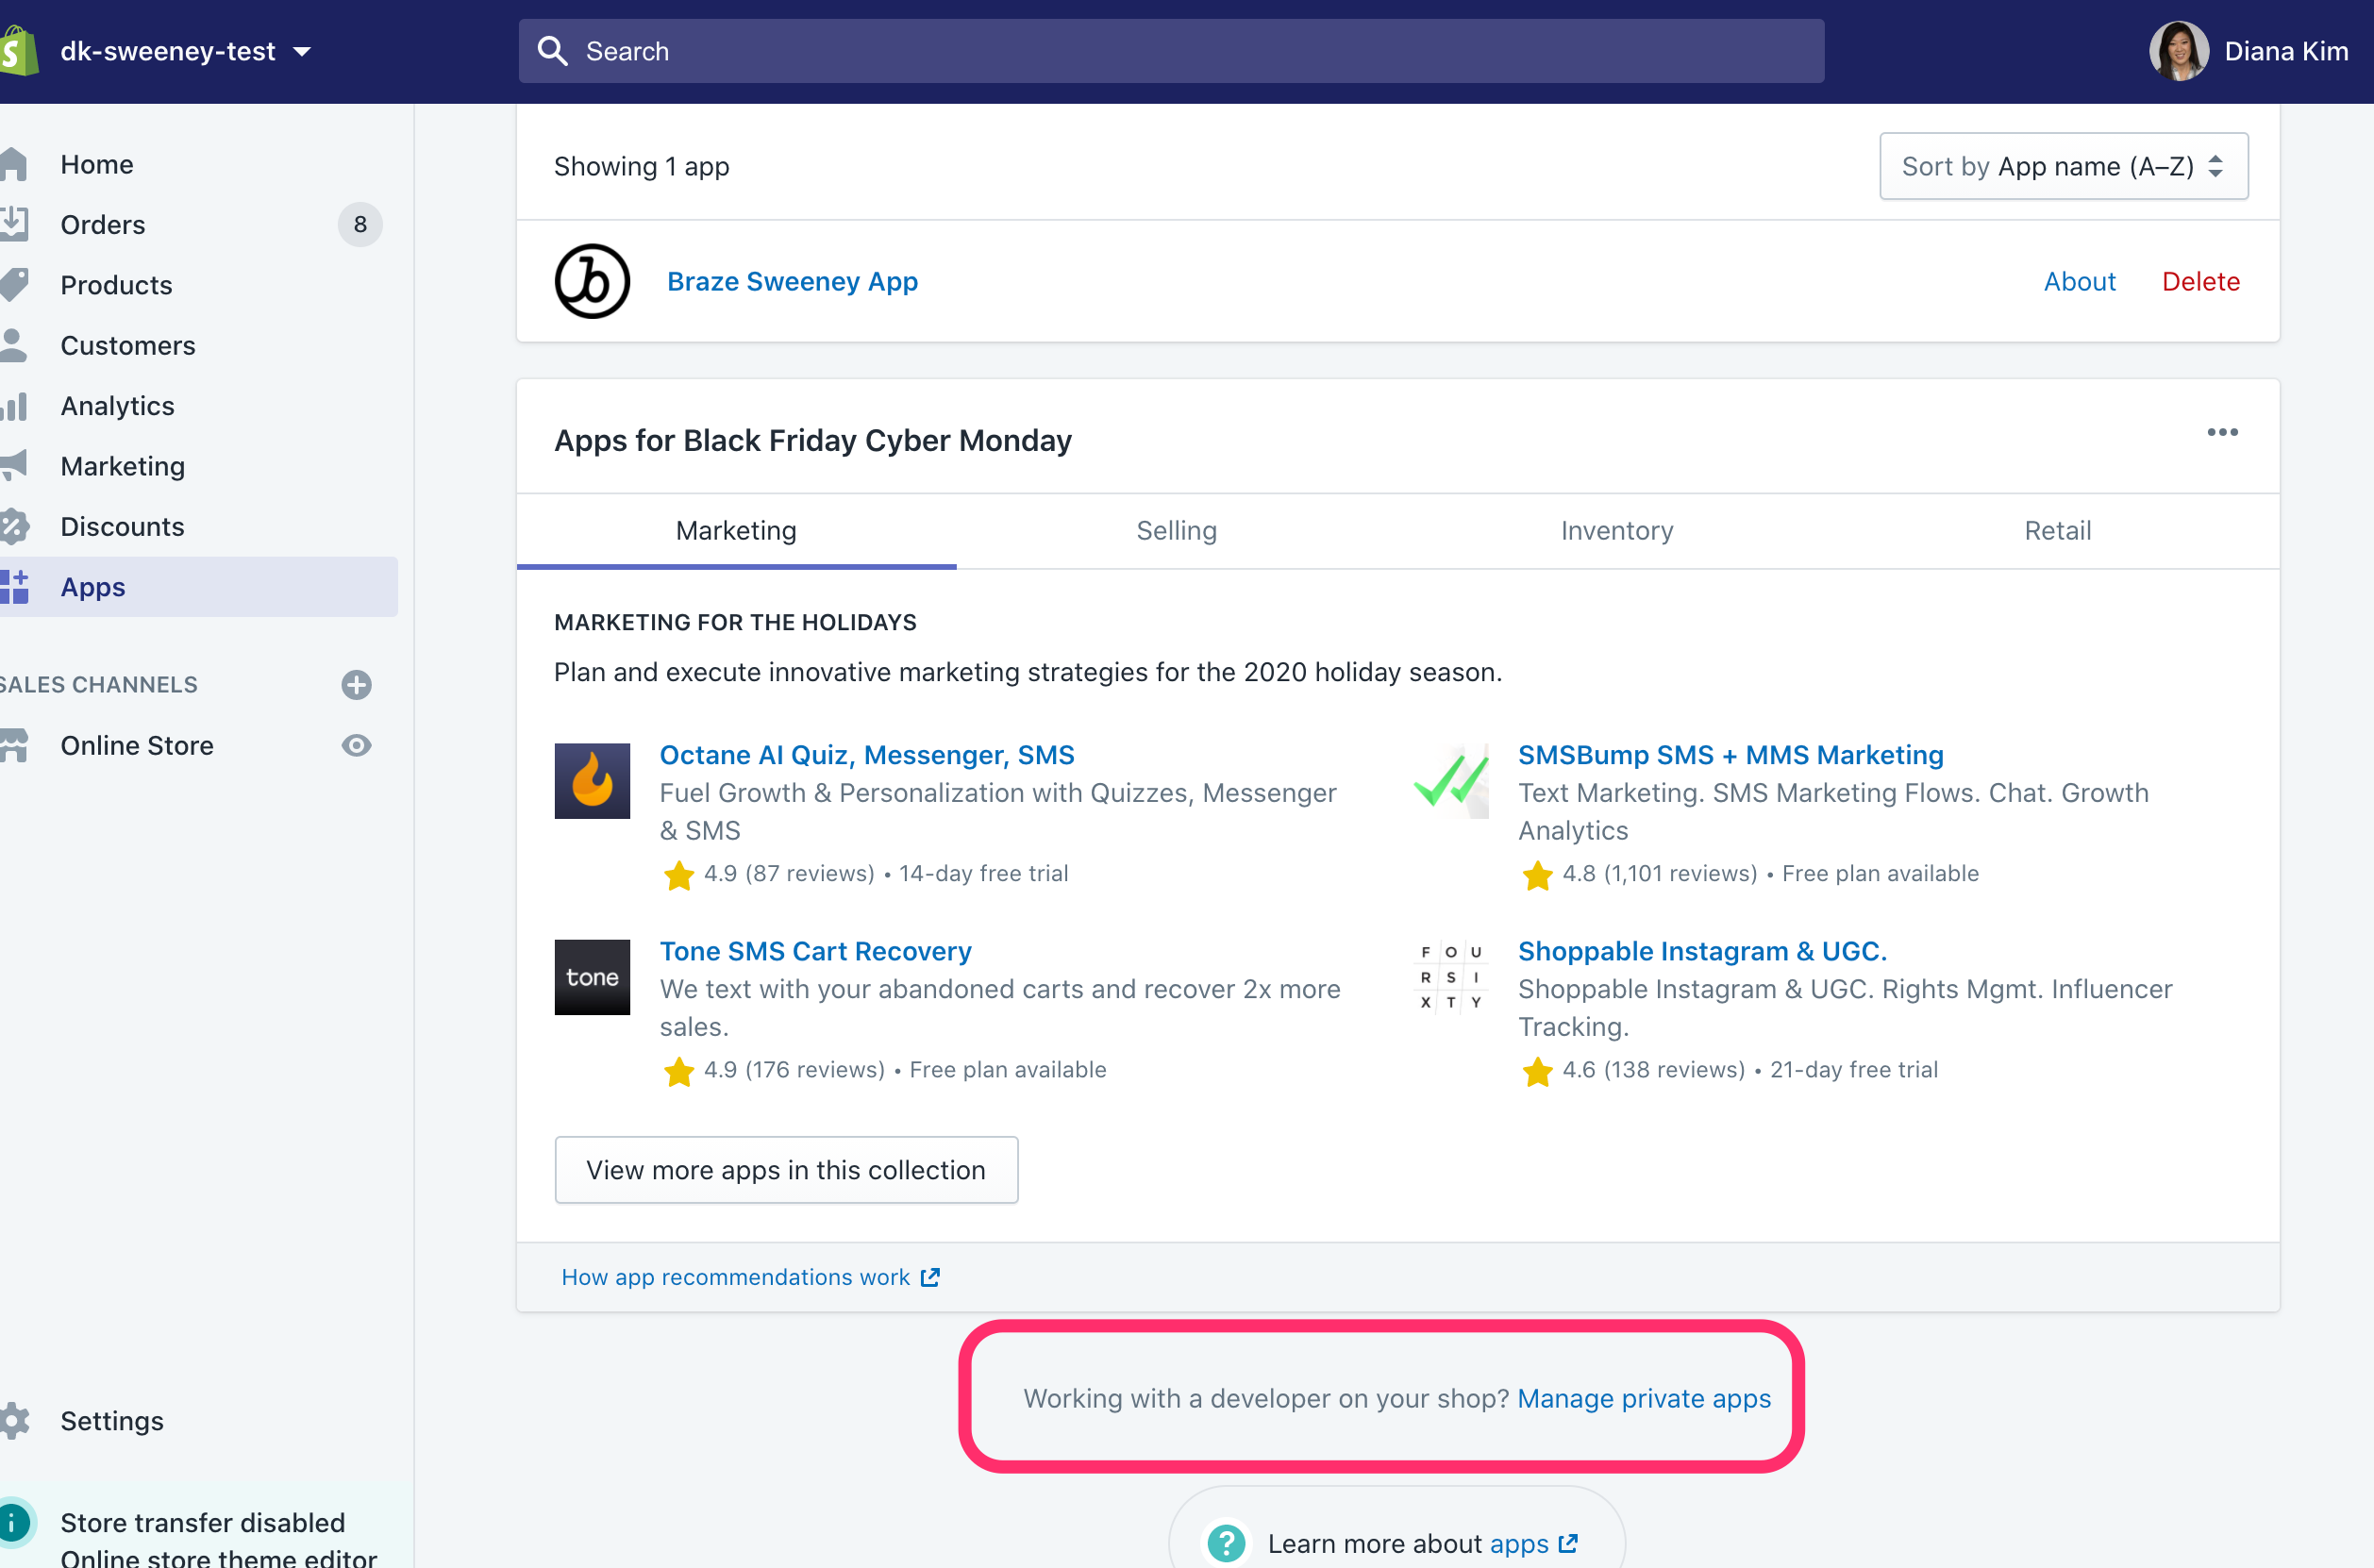 dk-sweeney-test
Search
Diana Kim
Home
Orders
8
Products
Customers
Analytics
Marketing
Discounts
Apps
SALES CHANNELS
Online Store
Settings
Store transfer disabled
Online store theme editor
Showing 1 app
Sort by App name (A–Z)
Braze Sweeney App
About
Delete
Apps for Black Friday Cyber Monday
Marketing
Selling
Inventory
Retail
MARKETING FOR THE HOLIDAYS
Plan and execute innovative marketing strategies for the 2020 holiday season.
Octane AI Quiz, Messenger, SMS
Fuel Growth & Personalization with Quizzes, Messenger
& SMS
4.9 (87 reviews) • 14-day free trial
SMSBump SMS + MMS Marketing
Text Marketing. SMS Marketing Flows. Chat. Growth
Analytics
4.8 (1,101 reviews) • Free plan available
tone
Tone SMS Cart Recovery
We text with your abandoned carts and recover 2x more
sales.
4.9 (176 reviews) • Free plan available
F O U
R S I
X T Y
Shoppable Instagram & UGC.
Shoppable Instagram & UGC. Rights Mgmt. Influencer
Tracking.
4.6 (138 reviews) • 21-day free trial
View more apps in this collection
How app recommendations work
Working with a developer on your shop? Manage private apps
Learn more about apps